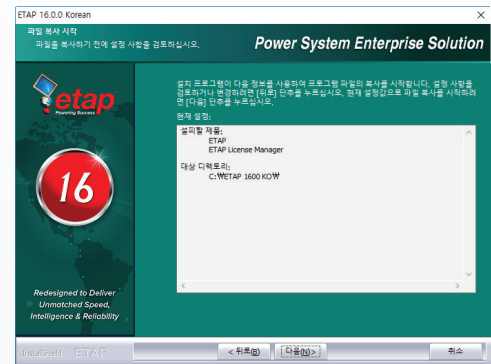 ETAP 16.0.0 Korean
파일 복사 시작
파일을 복사하기 전에 설정 사항을 검토하십시오.
Power System Enterprise Solution
etap
Powering Success
16
Redesigned to Deliver
Unmatched Speed,
Intelligence & Reliability
설치 프로그램이 다음 정보를 사용하여 프로그램 파일의 복사를 시작합니다. 설정 사항을
검토하거나 변경하려면 [뒤로] 단추를 누르십시오. 현재 설정값으로 파일 복사를 시작하려
면 [다음] 단추를 누르십시오.
현재 설정:
설피할 제품:
ETAP
ETAP License Manager
대상 디렉토리:
C:₩ETAP 1600 KO₩
InstallShield ETAP
< 뒤로(B)
다음(N) >
취소